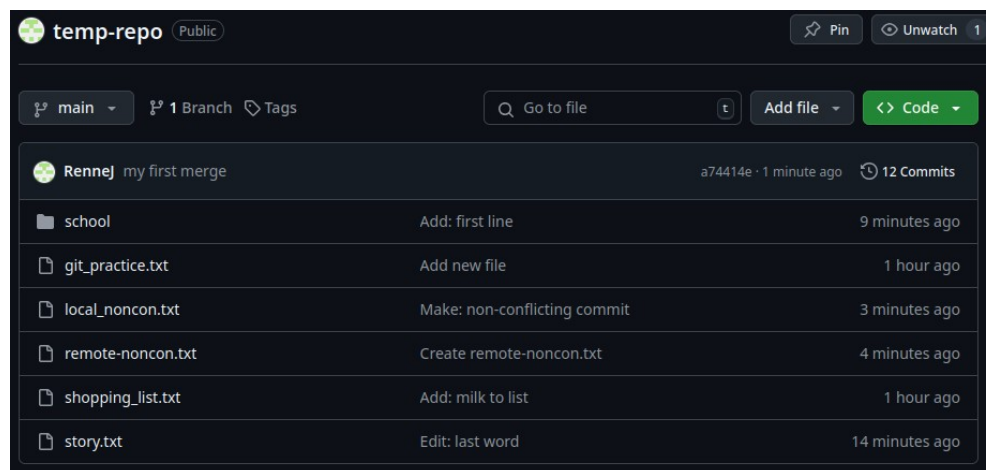 temp-repo Public Pin Unwatch 1
main 1 Branch Tags Go to file t Add file <> Code
RenneJ my first merge a74414e · 1 minute ago 12 Commits
school Add: first line 9 minutes ago
git_practice.txt Add new file 1 hour ago
local_noncon.txt Make: non-conflicting commit 3 minutes ago
remote-noncon.txt Create remote-noncon.txt 4 minutes ago
shopping_list.txt Add: milk to list 1 hour ago
story.txt Edit: last word 14 minutes ago